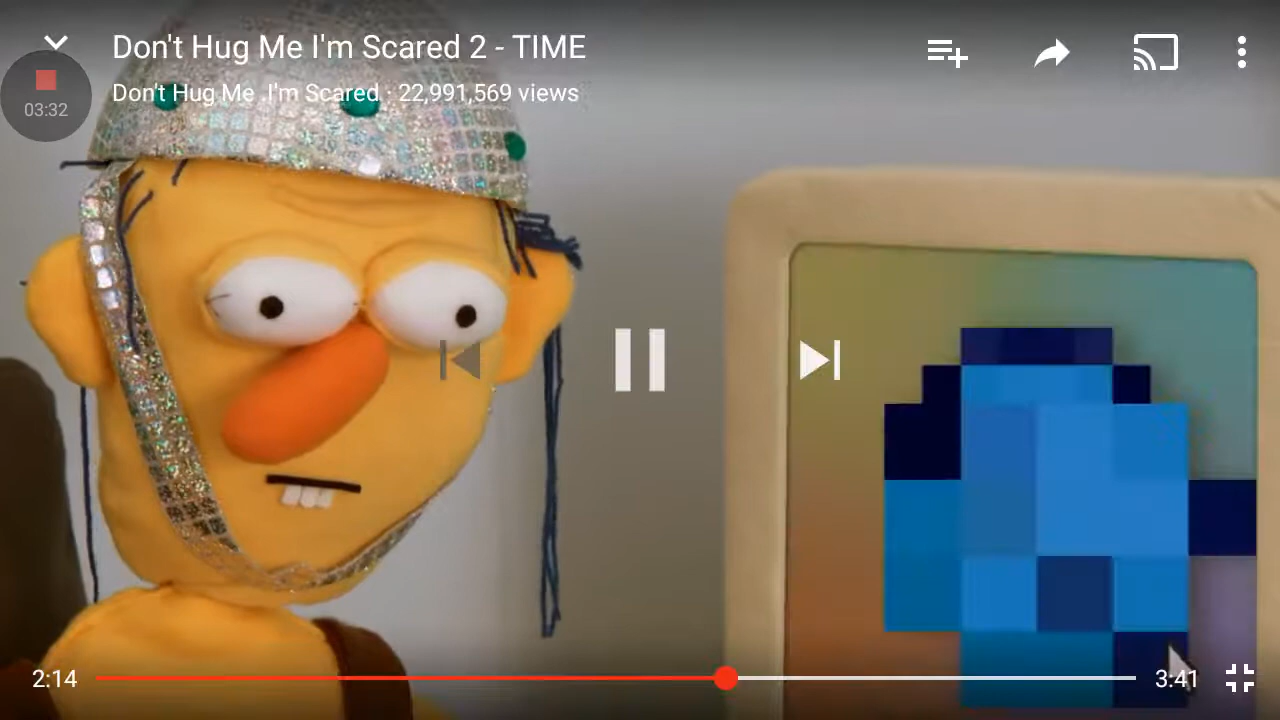 Don't Hug Me I'm Scared 2 - TIME
Don't Hug Me .I'm Scared · 22,991,569 views
03:32
2:14
3:41